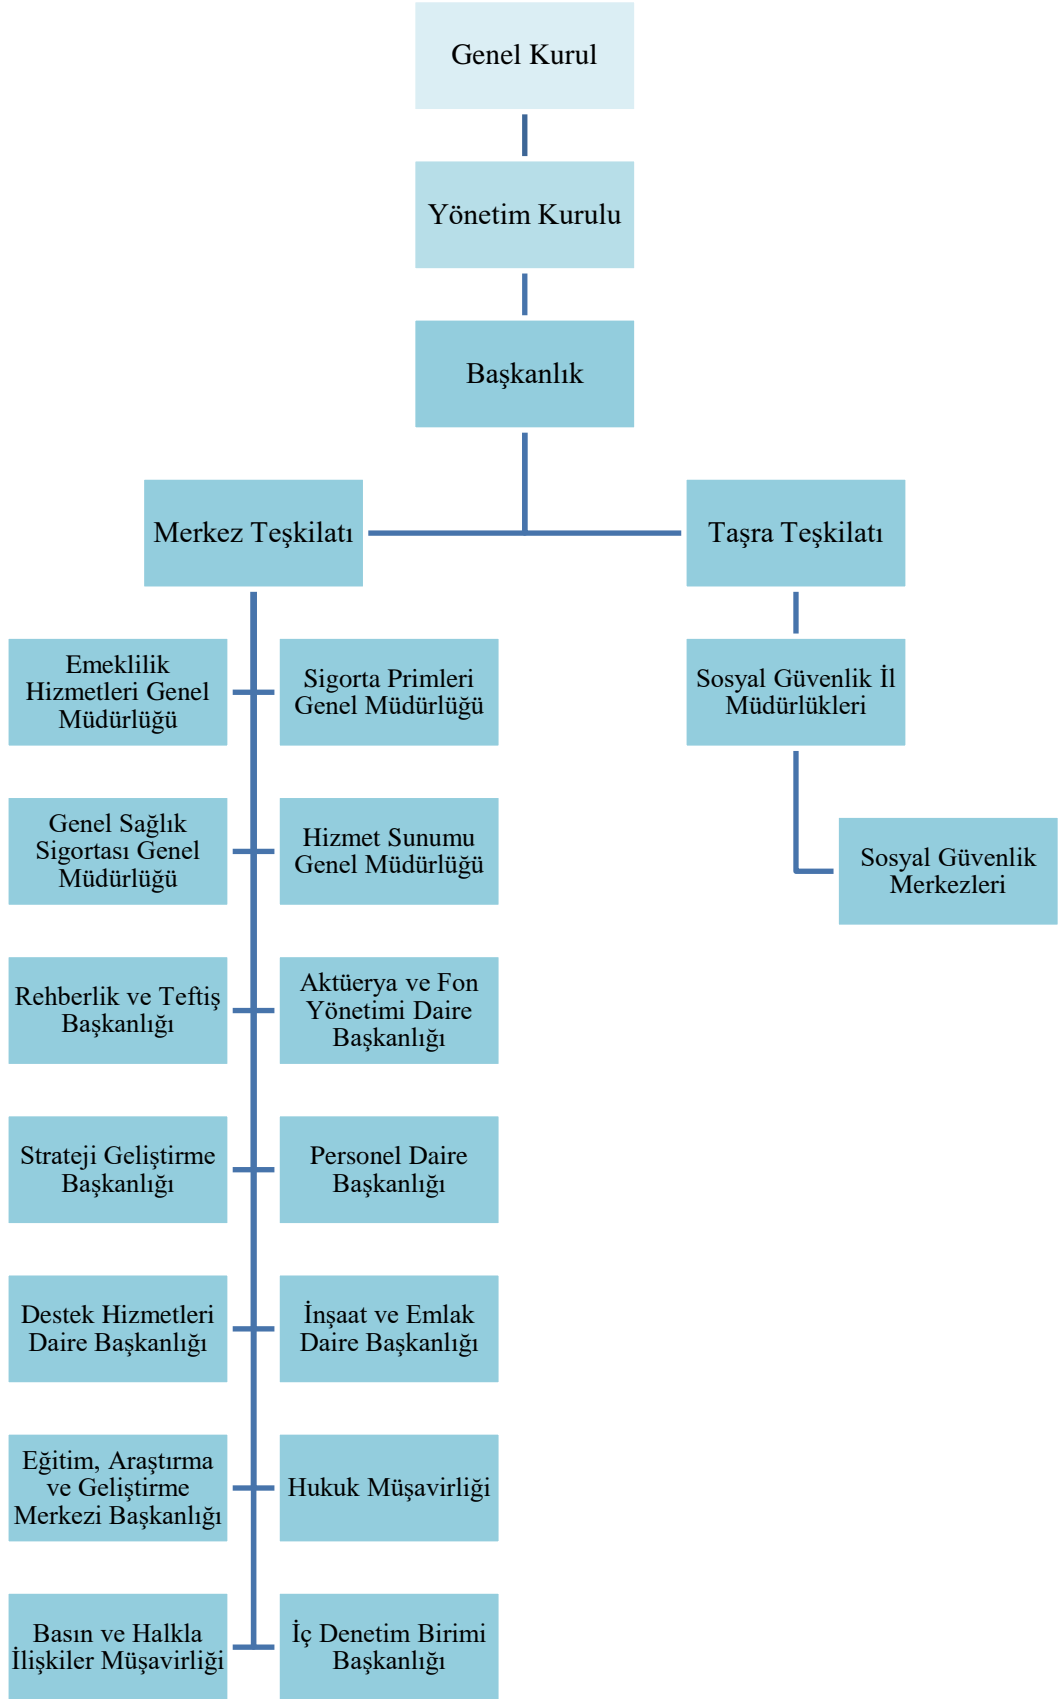 Genel Kurul
Yönetim Kurulu
Başkanlık
Merkez Teşkilatı
Taşra Teşkilatı
Emeklilik
Hizmetleri Genel
Müdürlüğü
Sigorta Primleri
Genel Müdürlüğü
Sosyal Güvenlik İl
Müdürlükleri
Genel Sağlık
Sigortası Genel
Müdürlüğü
Hizmet Sunumu
Genel Müdürlüğü
Sosyal Güvenlik
Merkezleri
Rehberlik ve Teftiş
Başkanlığı
Aktüerya ve Fon
Yönetimi Daire
Başkanlığı
Strateji Geliştirme
Başkanlığı
Personel Daire
Başkanlığı
Destek Hizmetleri
Daire Başkanlığı
İnşaat ve Emlak
Daire Başkanlığı
Eğitim, Araştırma
ve Geliştirme
Merkezi Başkanlığı
Hukuk Müşavirliği
Basın ve Halkla
İlişkiler Müşavirliği
İç Denetim Birimi
Başkanlığı